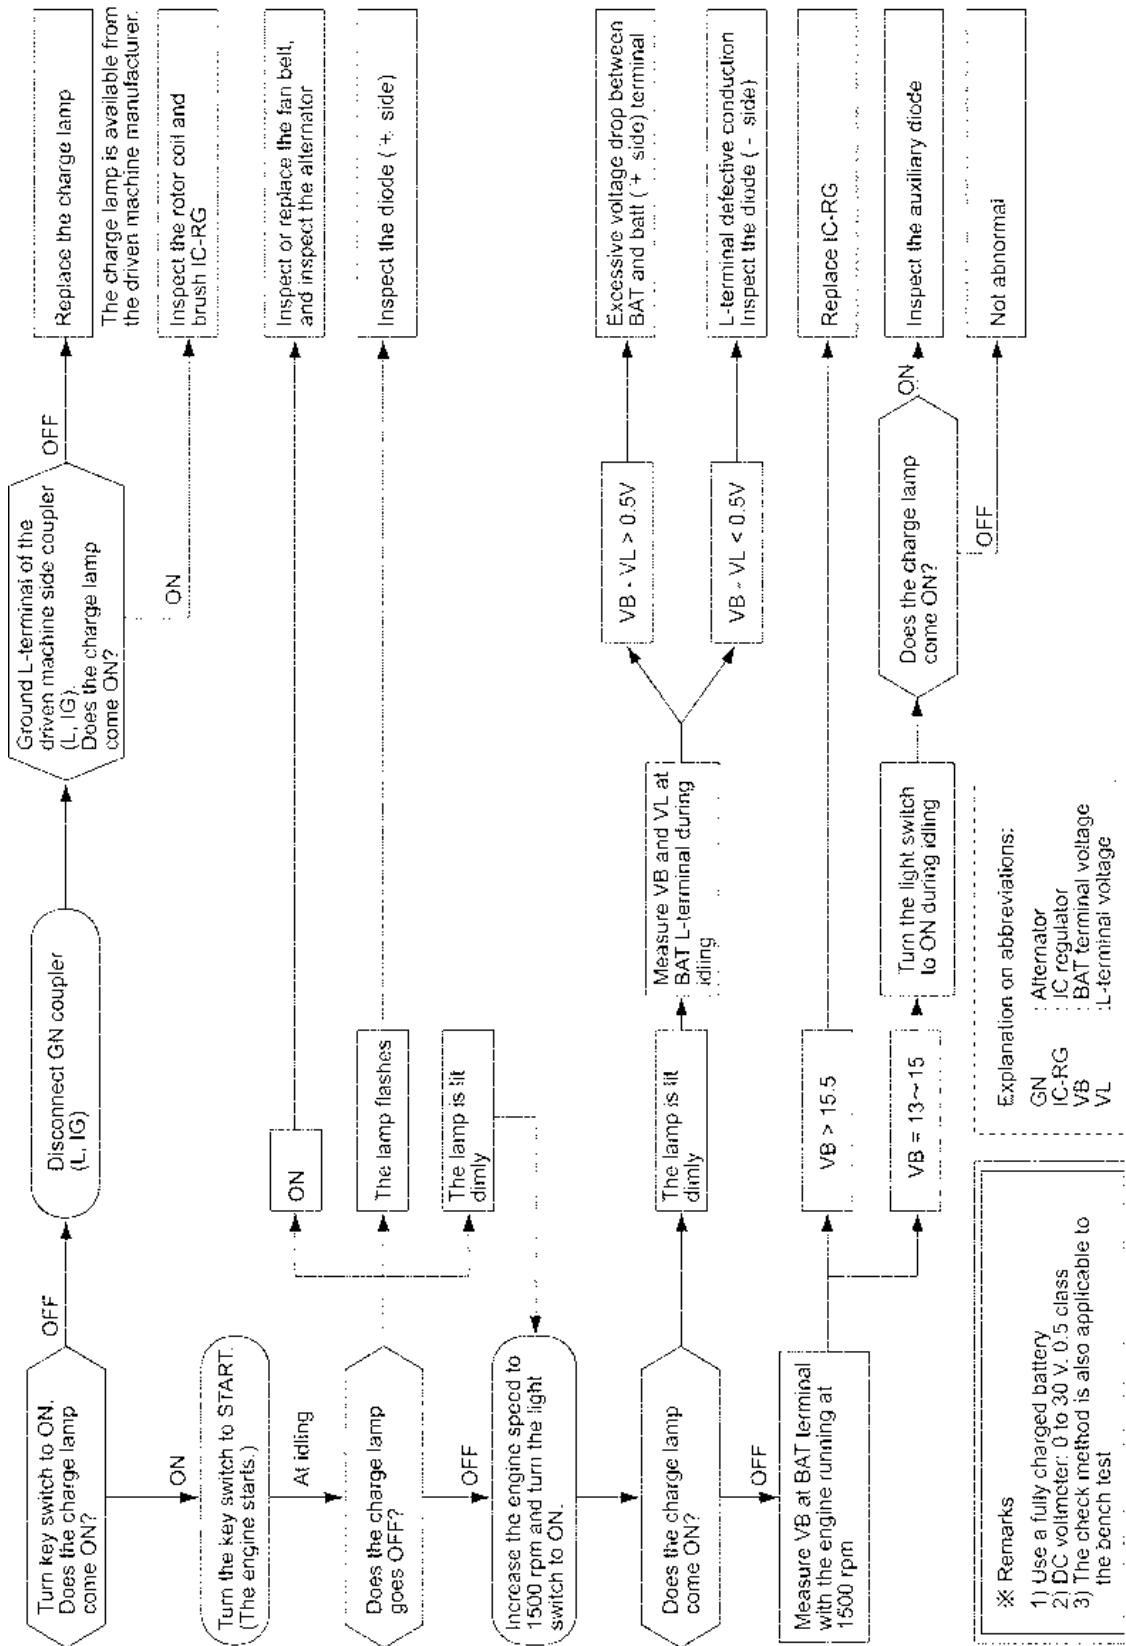 Turn key switch to ON.
Does the charge lamp
come ON?
OFF
Disconnect GN coupler
(L, IG)
Ground L-terminal of the
driven machine side coupler
(L, IG).
Does the charge lamp
come ON?
OFF
Replace the charge lamp
The charge lamp is available from
the driven machine manufacturer.
ON
Inspect the rotor coil and
brush IC-RG
ON
Turn the key switch to START.
(The engine starts.)
At idling
Does the charge lamp
goes OFF?
ON
Inspect or replace the fan belt,
and inspect the alternator
The lamp flashes
Inspect the diode ( + side)
The lamp is lit
dimly
OFF
Increase the engine speed to
1500 rpm and turn the light
switch to ON.
Does the charge lamp
come ON?
The lamp is lit
dimly
Measure VB and VL at
BAT L-terminal during
idling
VB - VL > 0.5V
Excessive voltage drop between
BAT and batt ( + side) terminal
VB - VL < 0.5V
L-terminal defective conduction
Inspect the diode ( - side)
OFF
Measure VB at BAT terminal
with the engine running at
1500 rpm
VB > 15.5
Replace IC-RG
VB = 13~15
Turn the light switch
to ON during idling
Does the charge lamp
come ON?
ON
Inspect the auxiliary diode
OFF
Not abnormal
※ Remarks
1) Use a fully charged battery
2) DC voltmeter: 0 to 30 V. 0.5 class
3) The check method is also applicable to
the bench test
Explanation on abbreviations:
GN : Alternator
IC-RG : IC regulator
VB : BAT terminal voltage
VL : L-terminal voltage